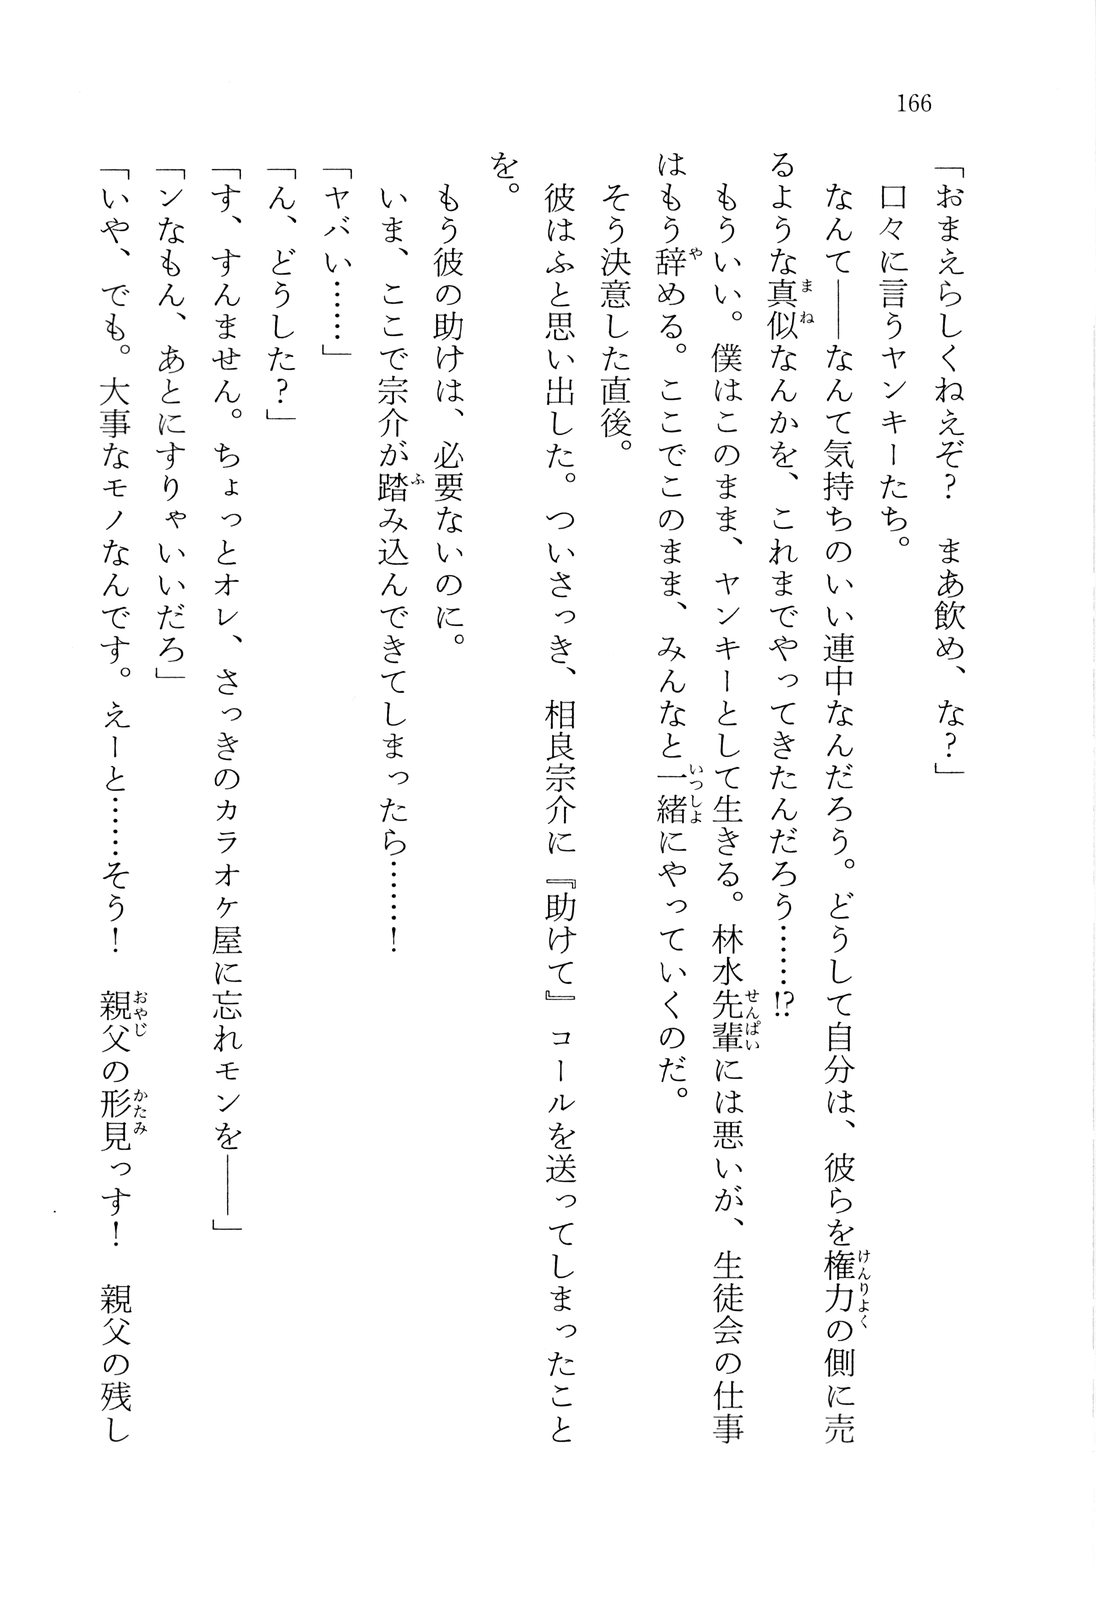 166
「おまえらしくねえぞ？　まあ飲め、な？」
口々に言うヤンキーたち。
なんて――なんて気持ちのいい連中なんだろう。どうして自分は、彼らを権力の側に売
るような真似なんかを、これまでやってきたんだろう……!?
もういい。僕はこのまま、ヤンキーとして生きる。林水先輩には悪いが、生徒会の仕事
はもう辞める。ここでこのまま、みんなと一緒にやっていくのだ。
そう決意した直後。
彼はふと思い出した。ついさっき、相良宗介に『助けて』コールを送ってしまったこと
を。
もう彼の助けは、必要ないのに。
いま、ここで宗介が踏み込んできてしまったら……！
「ヤバい……」
「ん、どうした？」
「す、すんません。ちょっとオレ、さっきのカラオケ屋に忘れモンを――」
「ンなもん、あとにすりゃいいだろ」
「いや、でも。大事なモノなんです。えーと……そう！　親父の形見っす！　親父の残し